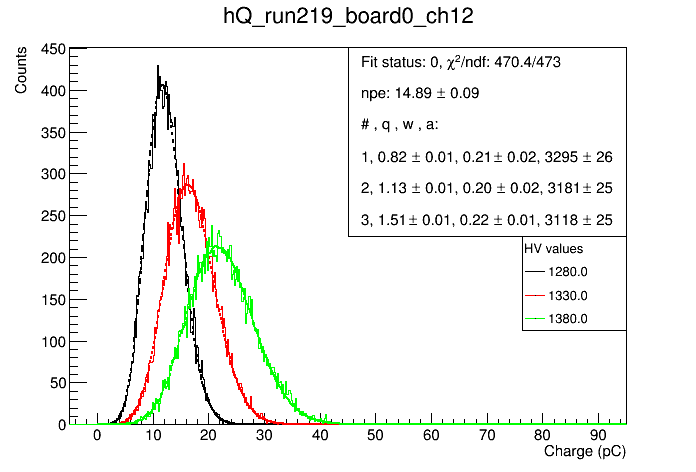 hQ_run219_board0_ch12
Counts
450
400
350
300
250
200
150
100
50
0
Fit status: 0, χ²/ndf: 470.4/473
npe: 14.89 ± 0.09
# , q , w , a:
1, 0.82 ± 0.01, 0.21 ± 0.02, 3295 ± 26
2, 1.13 ± 0.01, 0.20 ± 0.02, 3181 ± 25
3, 1.51 ± 0.01, 0.22 ± 0.01, 3118 ± 25
HV values
1280.0
1330.0
1380.0
0 10 20 30 40 50 60 70 80 90
Charge (pC)